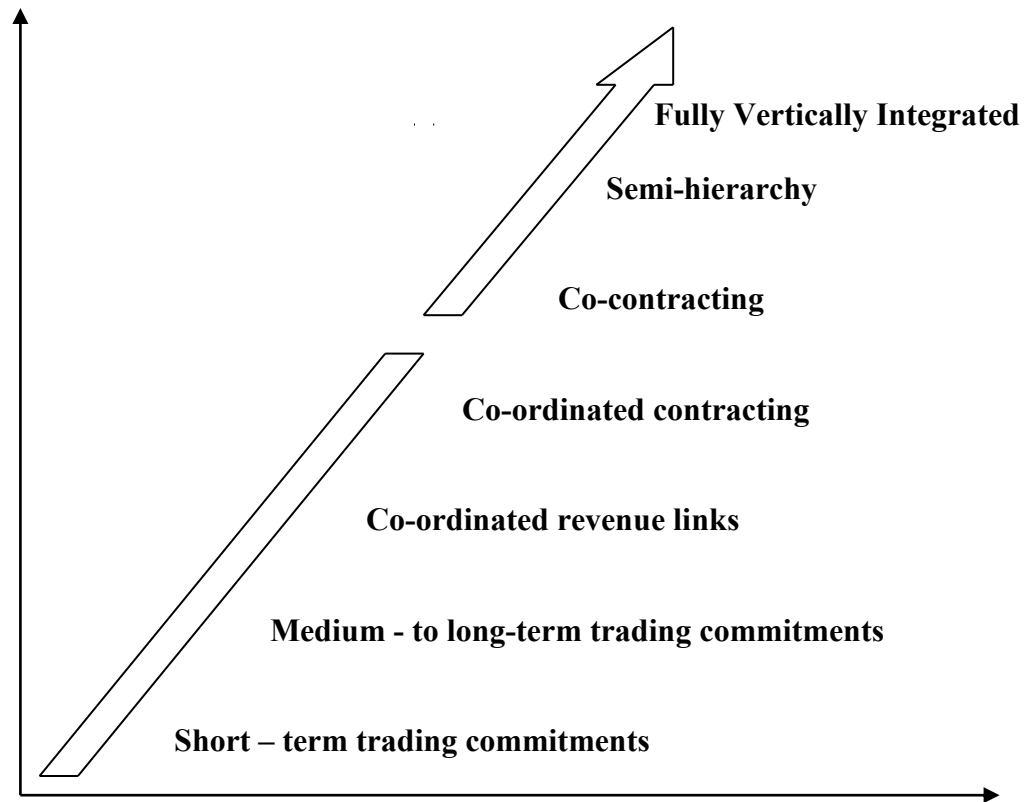 Fully Vertically Integrated
Semi-hierarchy
Co-contracting
Co-ordinated contracting
Co-ordinated revenue links
Medium - to long-term trading commitments
Short – term trading commitments